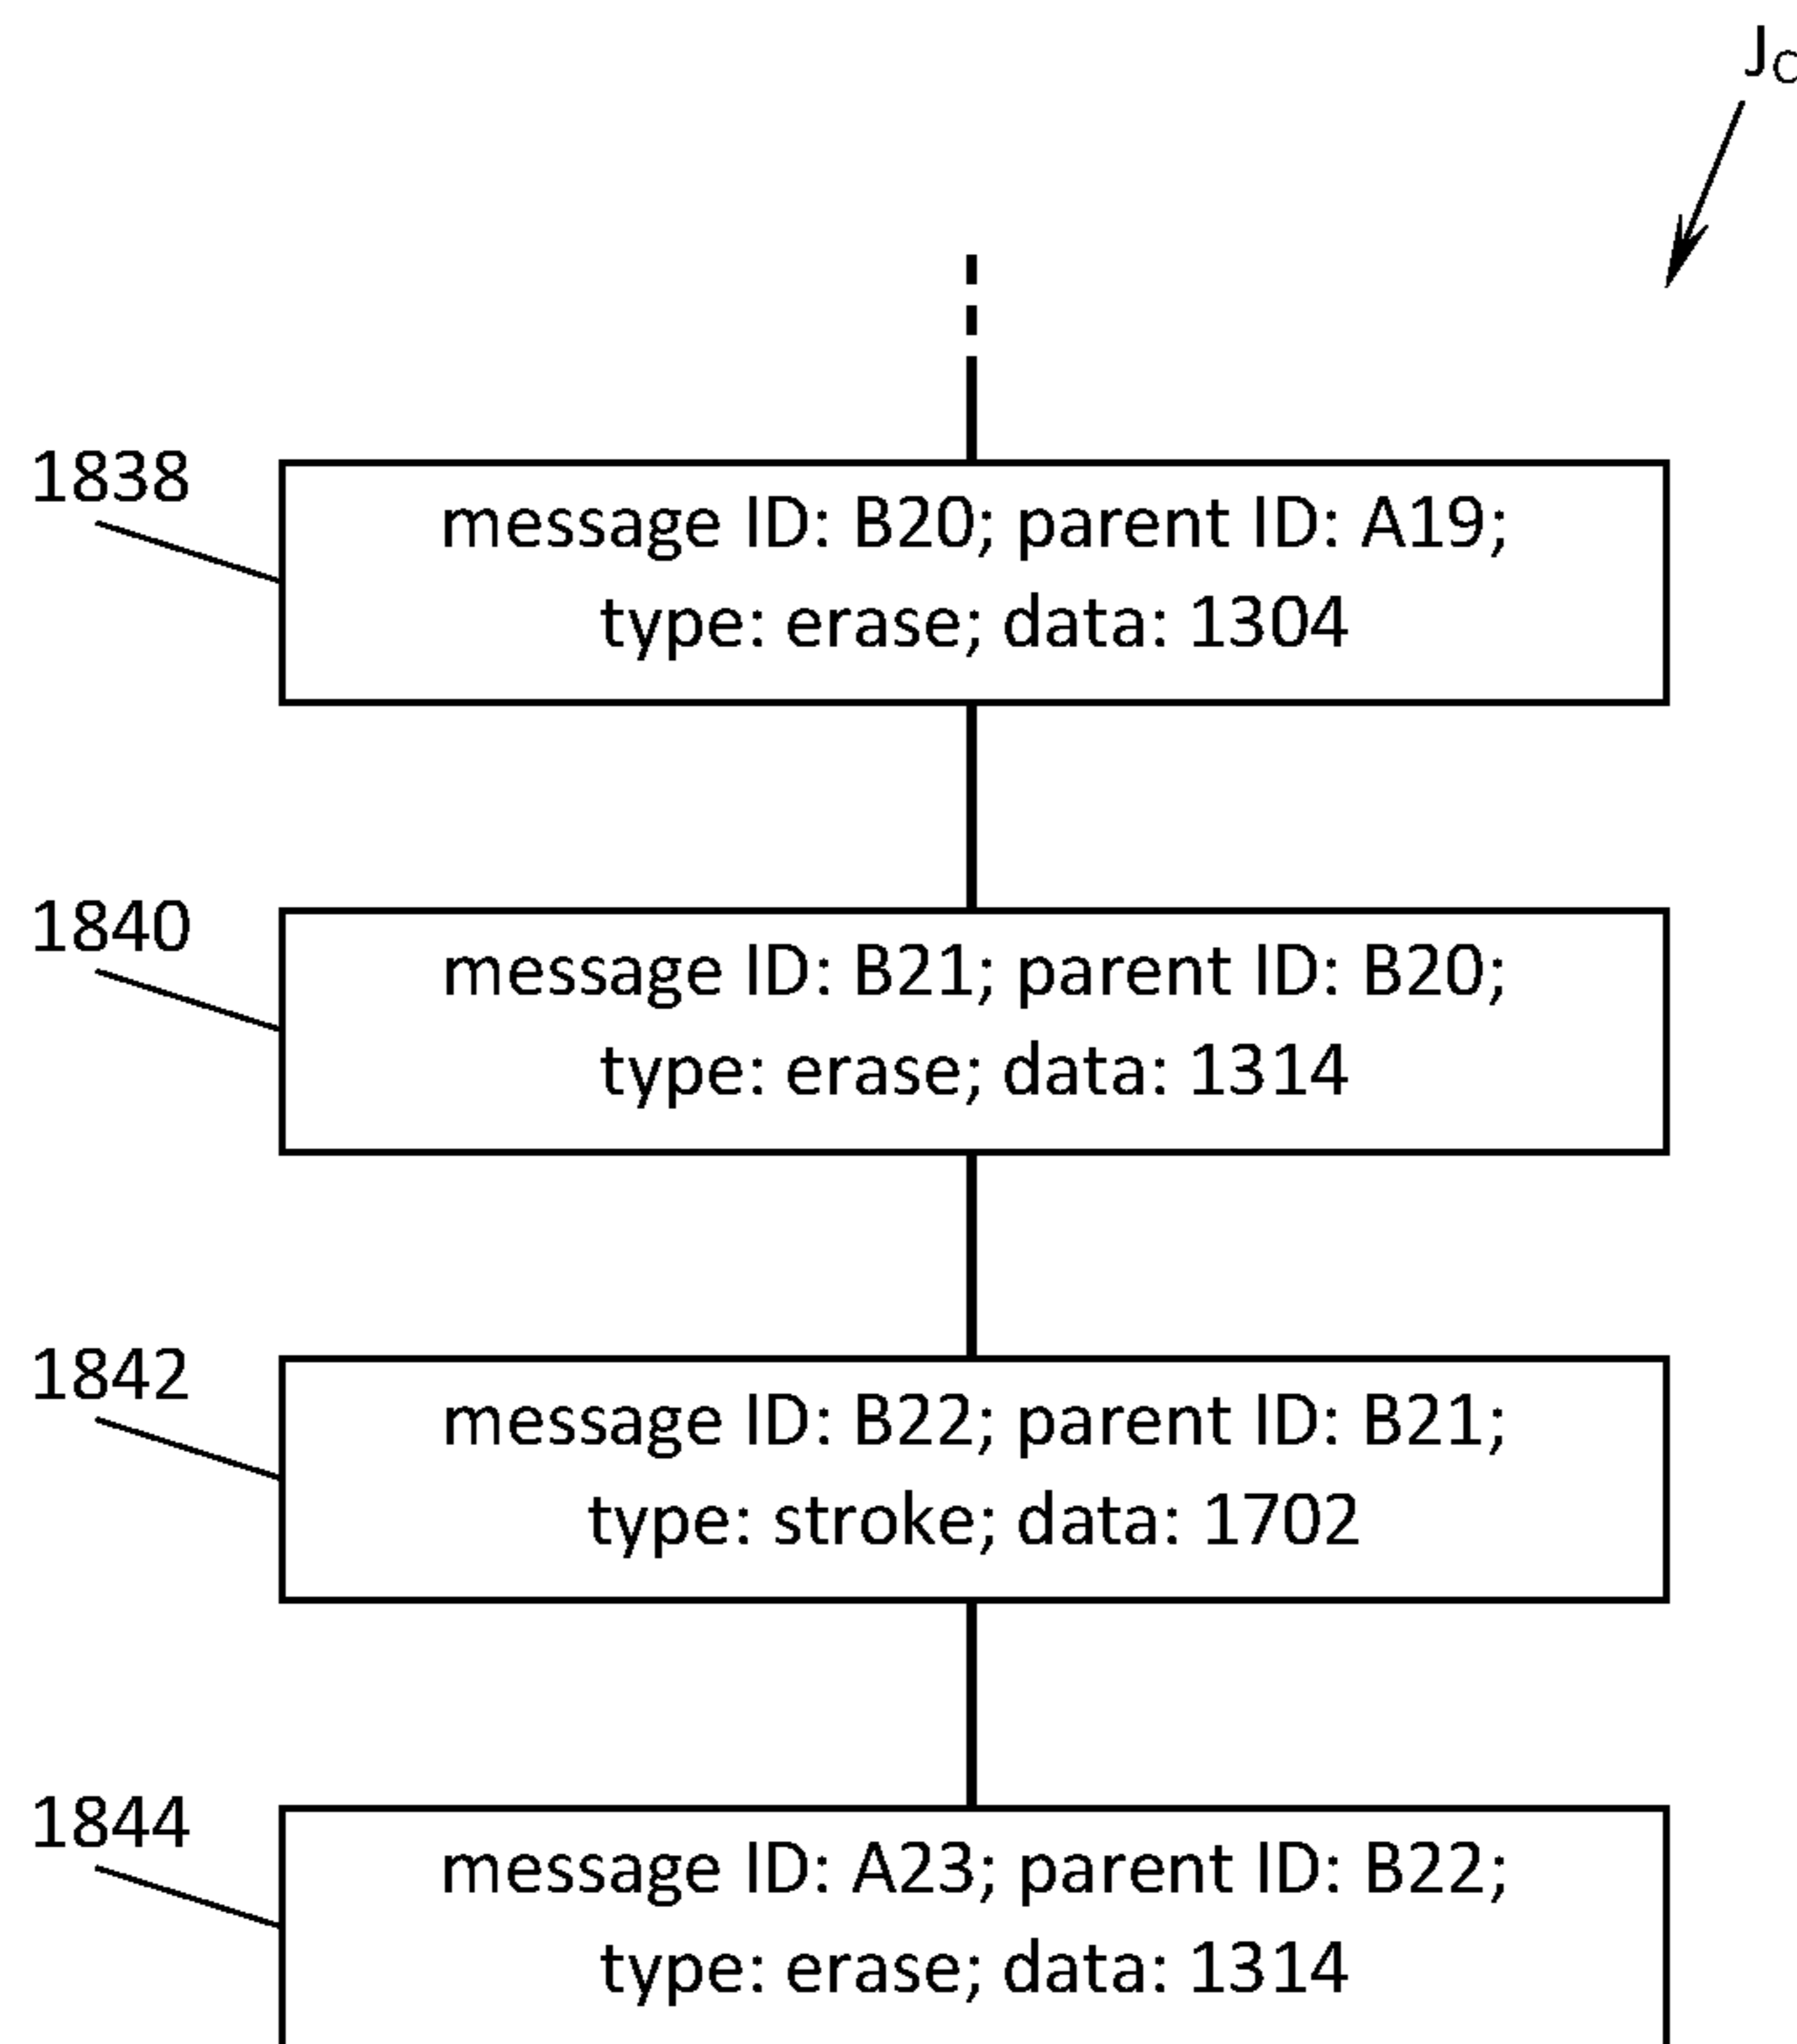 JC
1838
message ID: B20; parent ID: A19;
type: erase; data: 1304
1840
message ID: B21; parent ID: B20;
type: erase; data: 1314
1842
message ID: B22; parent ID: B21;
type: stroke; data: 1702
1844
message ID: A23; parent ID: B22;
type: erase; data: 1314